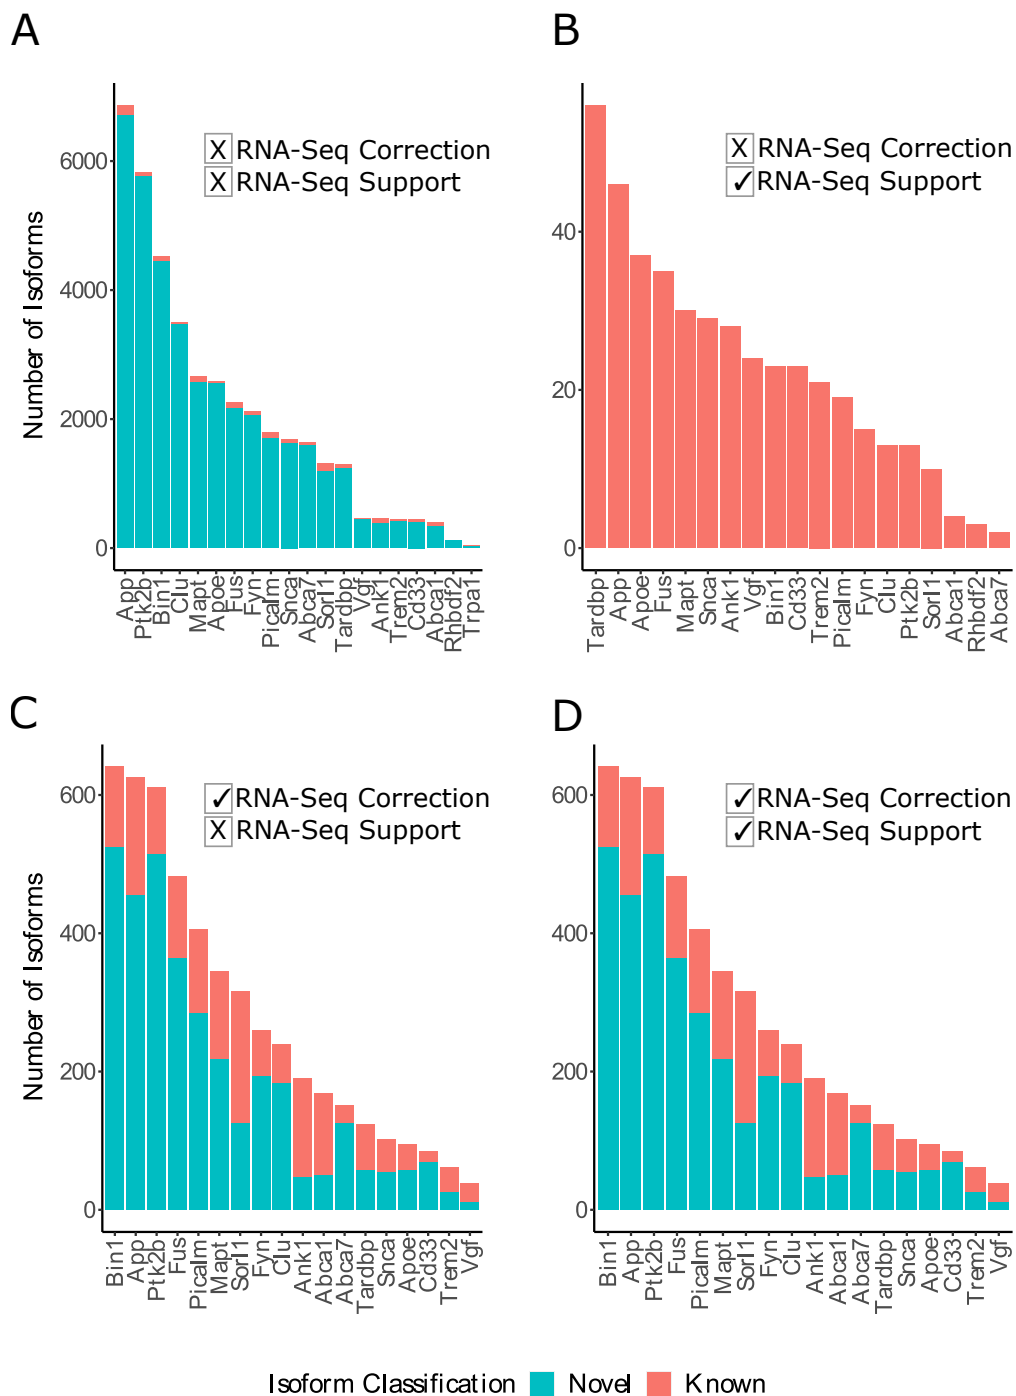 A
B
X RNA-Seq Correction
X RNA-Seq Support
X RNA-Seq Correction
✓ RNA-Seq Support
Number of Isoforms
6000
4000
2000
0
40
20
0
App Ptk2b Bin1 Clu Mapt Apoe Fus Fyn Picalm Snca Abca7 Sorl1 Tardbp Vgf Ank1 Trem2 Cd33 Abca1 Rhbdf2 Trpa1
Tardbp App Apoe Fus Mapt Snca Ank1 Vgf Bin1 Cd33 Trem2 Picalm Fyn Clu Ptk2b Sorl1 Abca1 Rhbdf2 Abca7
C
D
✓ RNA-Seq Correction
X RNA-Seq Support
✓ RNA-Seq Correction
✓ RNA-Seq Support
Number of Isoforms
600
400
200
0
600
400
200
0
Bin1 App Ptk2b Fus Picalm Mapt Sorl1 Fyn Clu Ank1 Abca1 Abca7 Tardbp Snca Apoe Cd33 Trem2 Vgf
Bin1 App Ptk2b Fus Picalm Mapt Sorl1 Fyn Clu Ank1 Abca1 Abca7 Tardbp Snca Apoe Cd33 Trem2 Vgf
Isoform Classification Novel Known